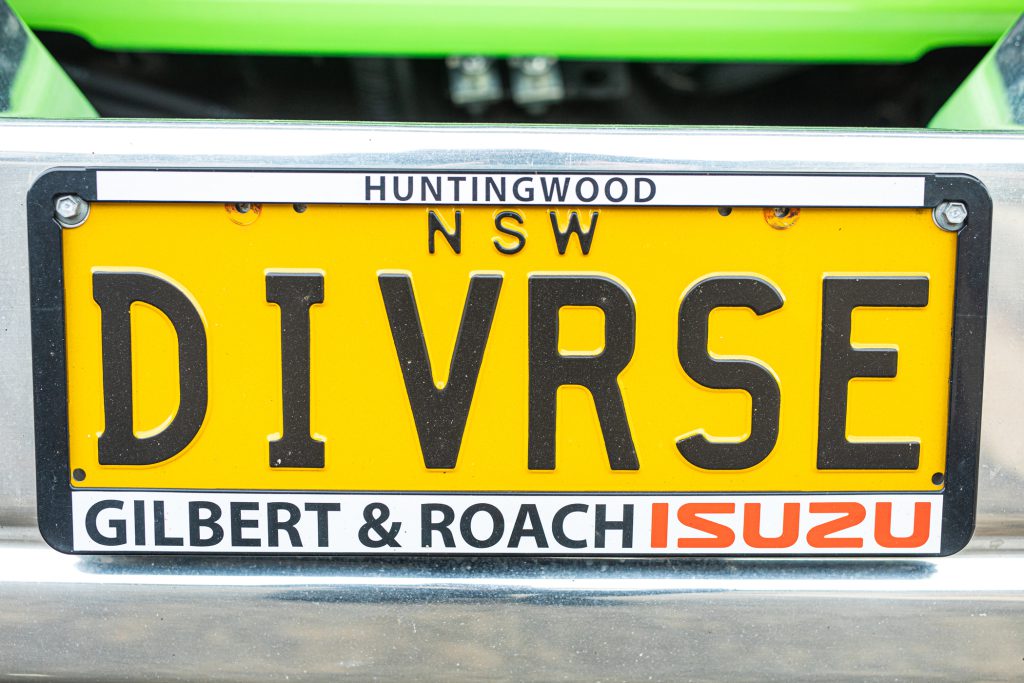 HUNTINGWOOD
NSW
DIVRSE
GILBERT & ROACH ISUZU